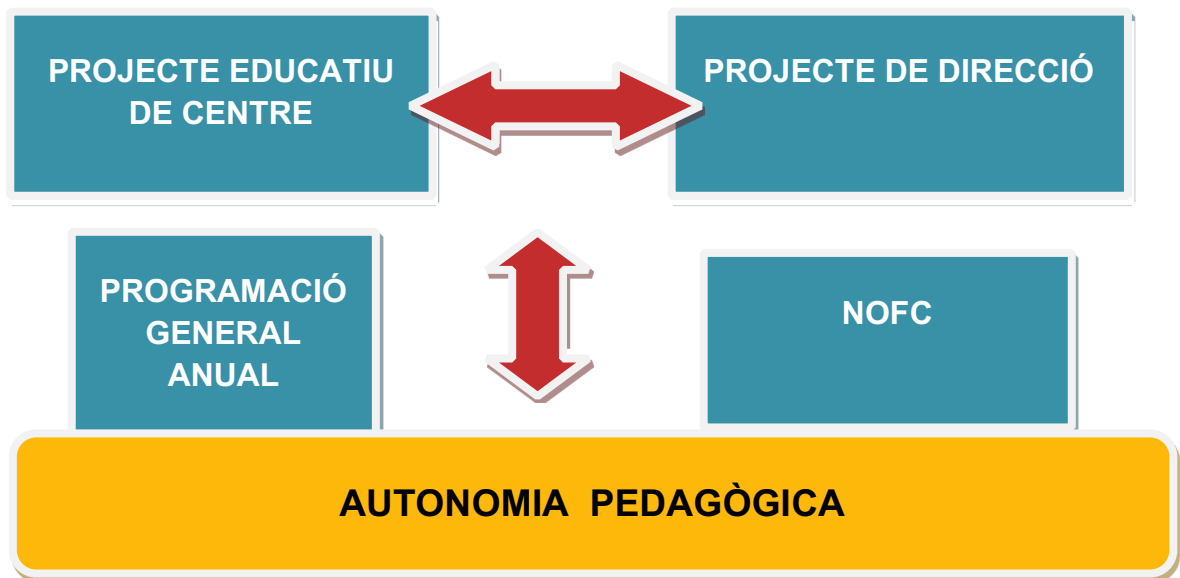 PROJECTE EDUCATIU
DE CENTRE
PROJECTE DE DIRECCIÓ
PROGRAMACIÓ
GENERAL
ANUAL
NOFC
AUTONOMIA PEDAGÒGICA